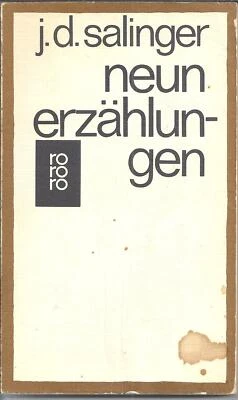 j.d.salinger
neun
erzählun-
gen
ro
ro
ro